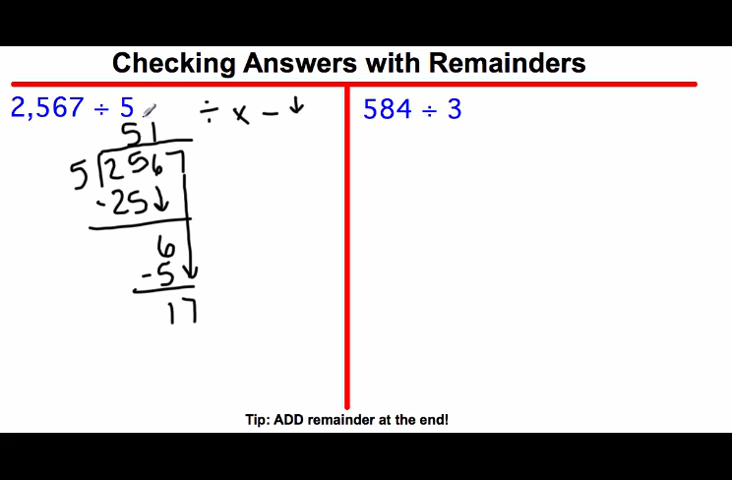 Checking Answers with Remainders
2,567 ÷ 5
÷ x - ↓
51
5 2567
-25↓
6
-5
17
584 ÷ 3
Tip: ADD remainder at the end!